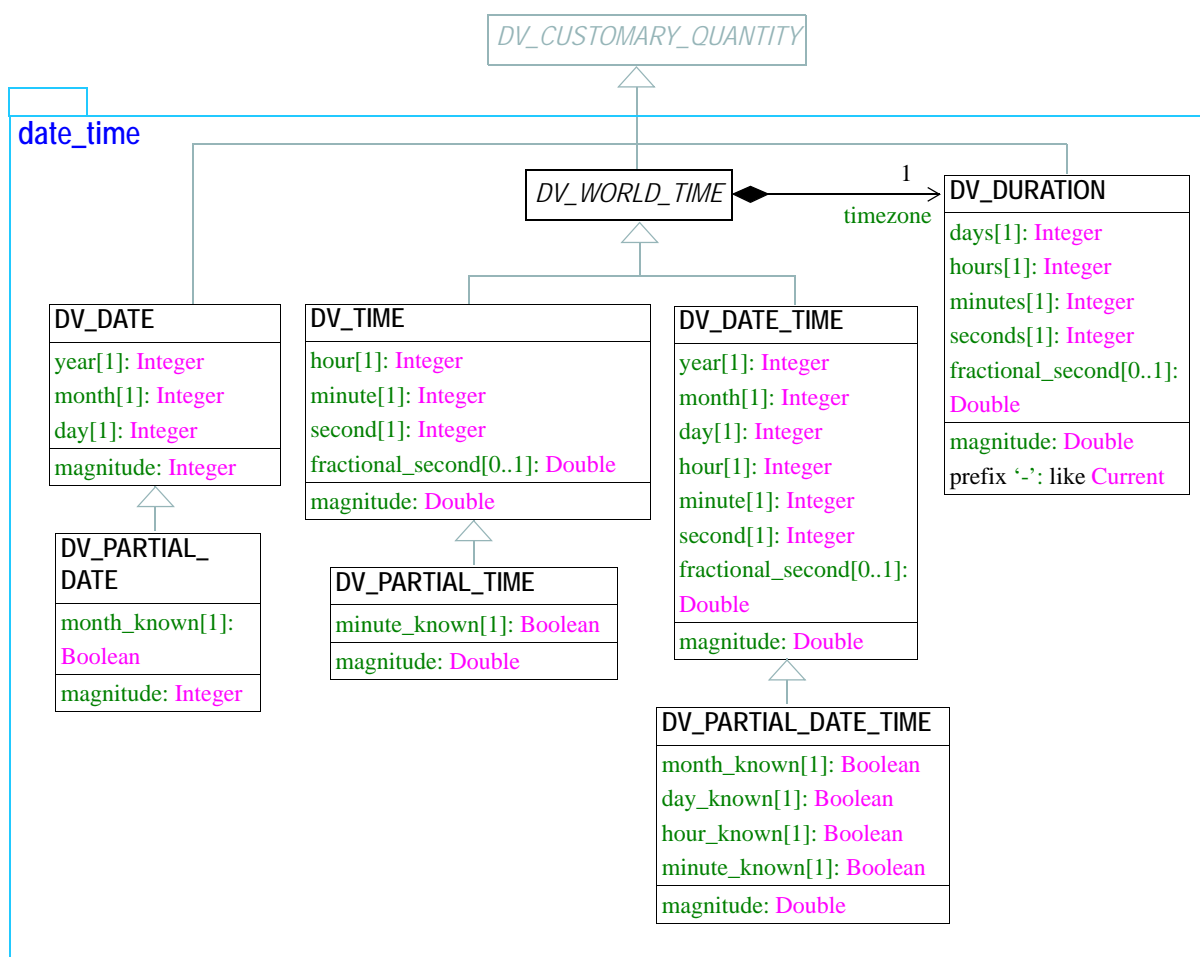 DV_CUSTOMARY_QUANTITY
date_time
DV_WORLD_TIME
1
timezone
DV_DURATION
days[1]: Integer
hours[1]: Integer
minutes[1]: Integer
seconds[1]: Integer
fractional_second[0..1]:
Double
magnitude: Double
prefix ‘-’: like Current
DV_DATE
year[1]: Integer
month[1]: Integer
day[1]: Integer
magnitude: Integer
DV_TIME
hour[1]: Integer
minute[1]: Integer
second[1]: Integer
fractional_second[0..1]: Double
magnitude: Double
DV_DATE_TIME
year[1]: Integer
month[1]: Integer
day[1]: Integer
hour[1]: Integer
minute[1]: Integer
second[1]: Integer
fractional_second[0..1]:
Double
magnitude: Double
DV_PARTIAL_
DATE
month_known[1]:
Boolean
magnitude: Integer
DV_PARTIAL_TIME
minute_known[1]: Boolean
magnitude: Double
DV_PARTIAL_DATE_TIME
month_known[1]: Boolean
day_known[1]: Boolean
hour_known[1]: Boolean
minute_known[1]: Boolean
magnitude: Double